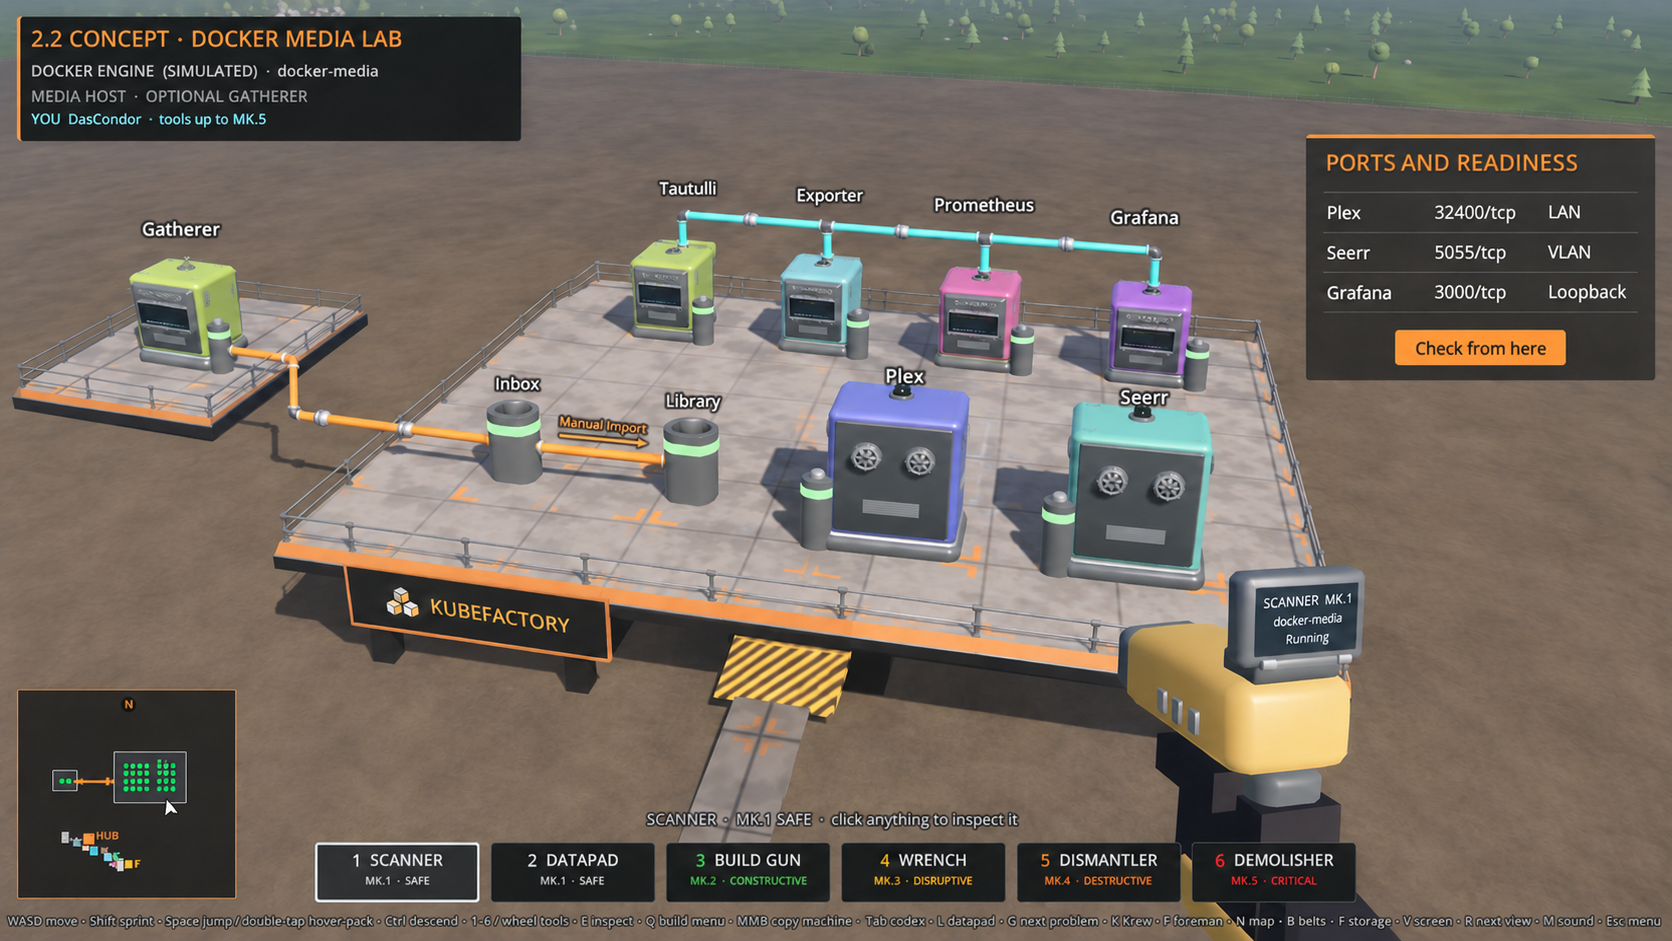 2.2 CONCEPT · DOCKER MEDIA LAB
DOCKER ENGINE (SIMULATED) · docker-media
MEDIA HOST · OPTIONAL GATHERER
YOU DasCondor · tools up to MK.5
PORTS AND READINESS
Plex 32400/tcp LAN
Seerr 5055/tcp VLAN
Grafana 3000/tcp Loopback
Check from here
Tautulli
Exporter
Prometheus
Grafana
Gatherer
Inbox
Manual Import
Library
Plex
Seerr
KUBEFACTORY
SCANNER MK.1
docker-media
Running
N
HUB
F
SCANNER · MK.1 SAFE · click anything to inspect it
1 SCANNER
MK.1 · SAFE
2 DATAPAD
MK.1 · SAFE
3 BUILD GUN
MK.2 · CONSTRUCTIVE
4 WRENCH
MK.3 · DISRUPTIVE
5 DISMANTLER
MK.4 · DESTRUCTIVE
6 DEMOLISHER
MK.5 · CRITICAL
WASD move · Shift sprint · Space jump / double-tap hover-pack · Ctrl descend · 1-6 / wheel tools · E inspect · Q build menu · MMB copy machine · Tab codex · L datapad · G next problem · K Krew · F foreman · N map · B belts · F storage · V screen · R next view · M sound · Esc menu